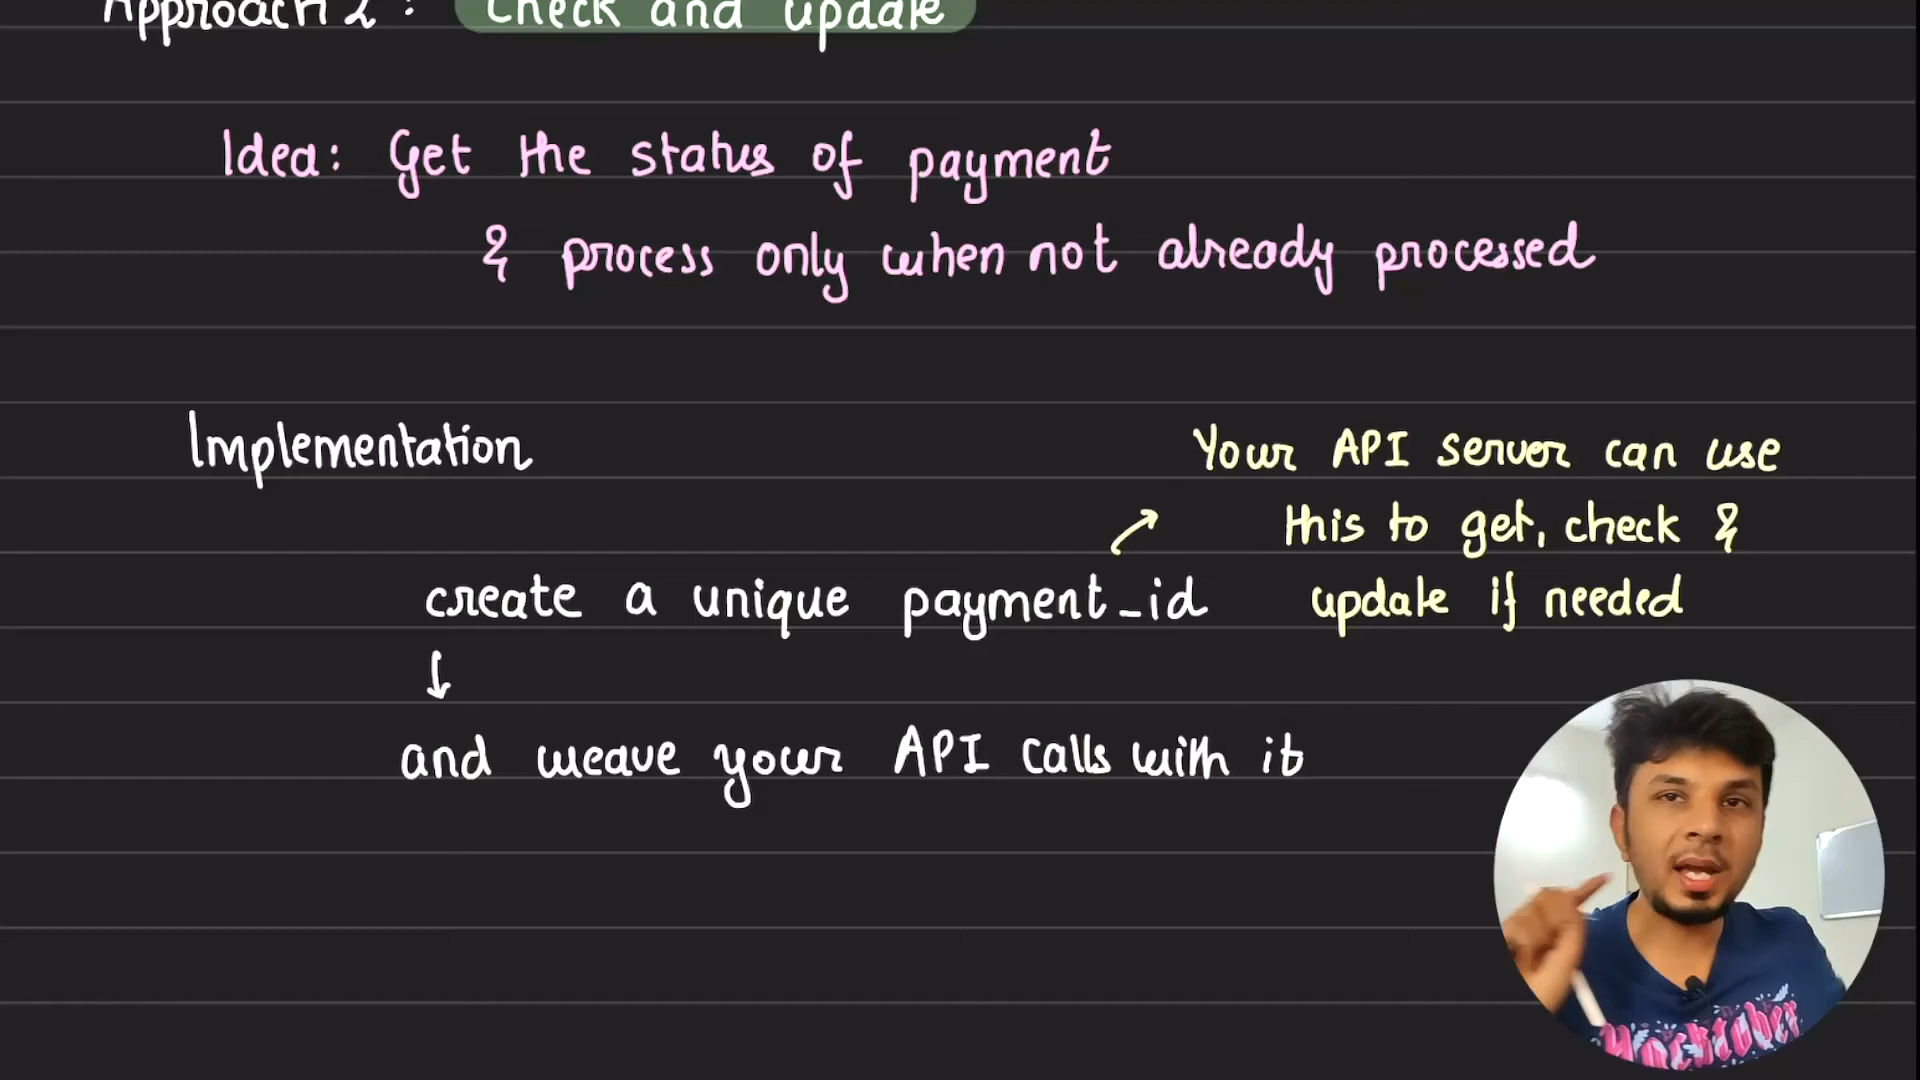 Approach 2: Check and update
Idea: Get the status of payment
& process only when not already processed
Implementation
Your API server can use
this to get, check &
update if needed
create a unique payment_id
↓
and weave your API calls with it
Hacktober